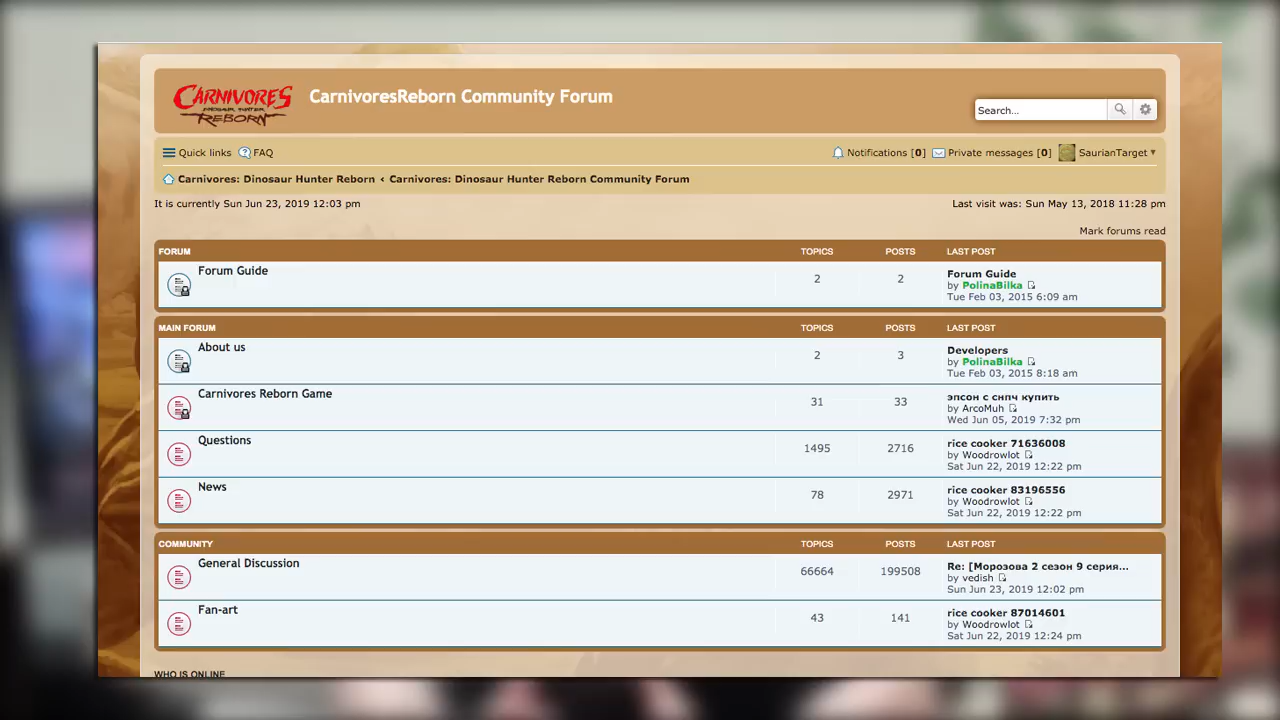 CARNIVORES
DINOSAUR HUNTER
REBORN
CarnivoresReborn Community Forum
Search...
Quick links FAQ
Notifications [0] Private messages [0] SaurianTarget
Carnivores: Dinosaur Hunter Reborn ‹ Carnivores: Dinosaur Hunter Reborn Community Forum
It is currently Sun Jun 23, 2019 12:03 pm
Last visit was: Sun May 13, 2018 11:28 pm
Mark forums read
FORUM TOPICS POSTS LAST POST
Forum Guide 2 2 Forum Guide
by PolinaBilka
Tue Feb 03, 2015 6:09 am
MAIN FORUM TOPICS POSTS LAST POST
About us 2 3 Developers
by PolinaBilka
Tue Feb 03, 2015 8:18 am
Carnivores Reborn Game 31 33 эпсон с снпч купить
by ArcoMuh
Wed Jun 05, 2019 7:32 pm
Questions 1495 2716 rice cooker 71636008
by Woodrowlot
Sat Jun 22, 2019 12:22 pm
News 78 2971 rice cooker 83196556
by Woodrowlot
Sat Jun 22, 2019 12:22 pm
COMMUNITY TOPICS POSTS LAST POST
General Discussion 66664 199508 Re: [Морозова 2 сезон 9 серия...
by vedish
Sun Jun 23, 2019 12:02 pm
Fan-art 43 141 rice cooker 87014601
by Woodrowlot
Sat Jun 22, 2019 12:24 pm
WHO IS ONLINE